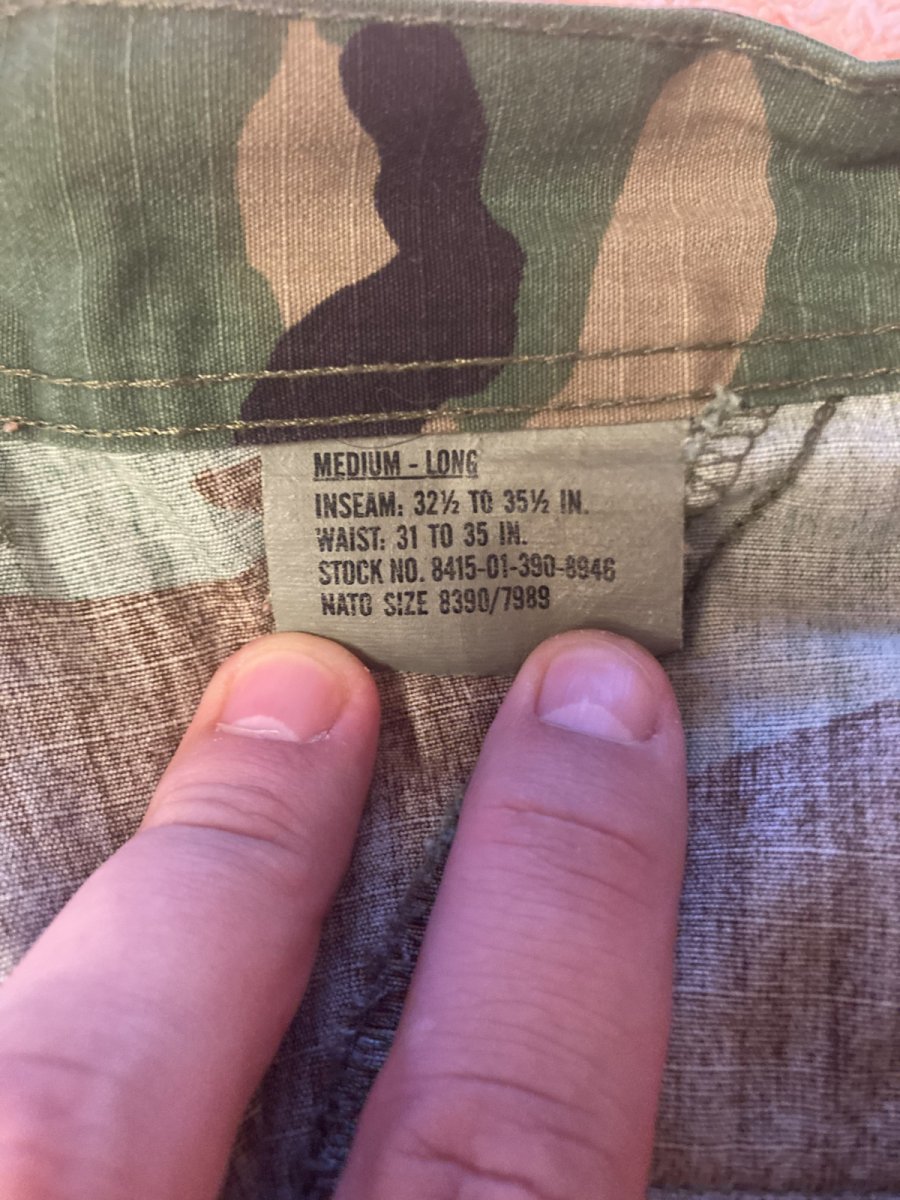 MEDIUM - LONG
INSEAM: 32½ TO 35½ IN.
WAIST: 31 TO 35 IN.
STOCK NO. 8415-01-390-8946
NATO SIZE 8390/7989